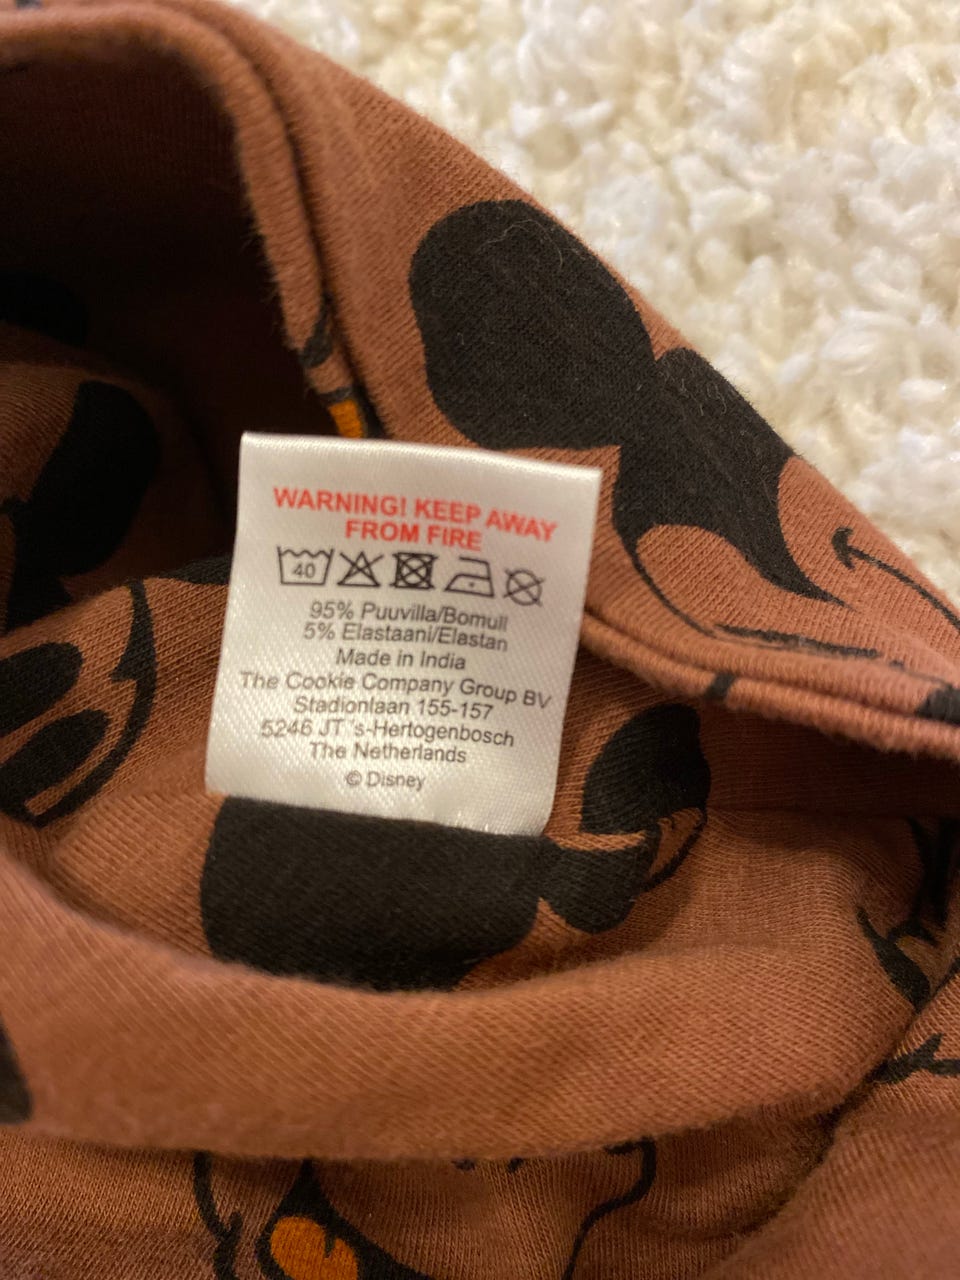 WARNING! KEEP AWAY
FROM FIRE
40
95% Puuvilla/Bomull
5% Elastaani/Elastan
Made in India
The Cookie Company Group BV
Stadionlaan 155-157
5246 JT 's-Hertogenbosch
The Netherlands
© Disney